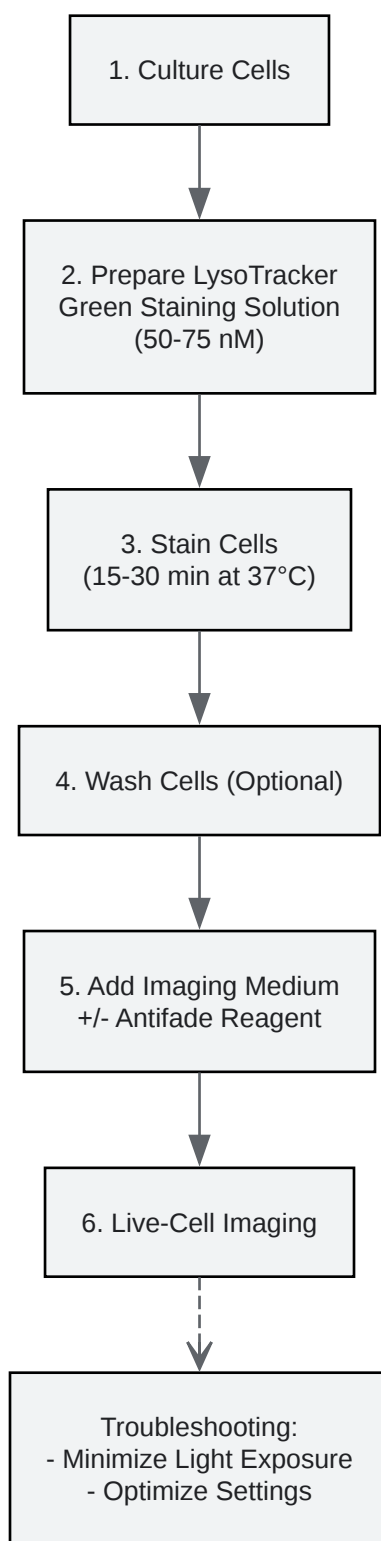 1. Culture Cells
2. Prepare LysoTracker
Green Staining Solution
(50-75 nM)
3. Stain Cells
(15-30 min at 37°C)
4. Wash Cells (Optional)
5. Add Imaging Medium
+/- Antifade Reagent
6. Live-Cell Imaging
Troubleshooting:
- Minimize Light Exposure
- Optimize Settings